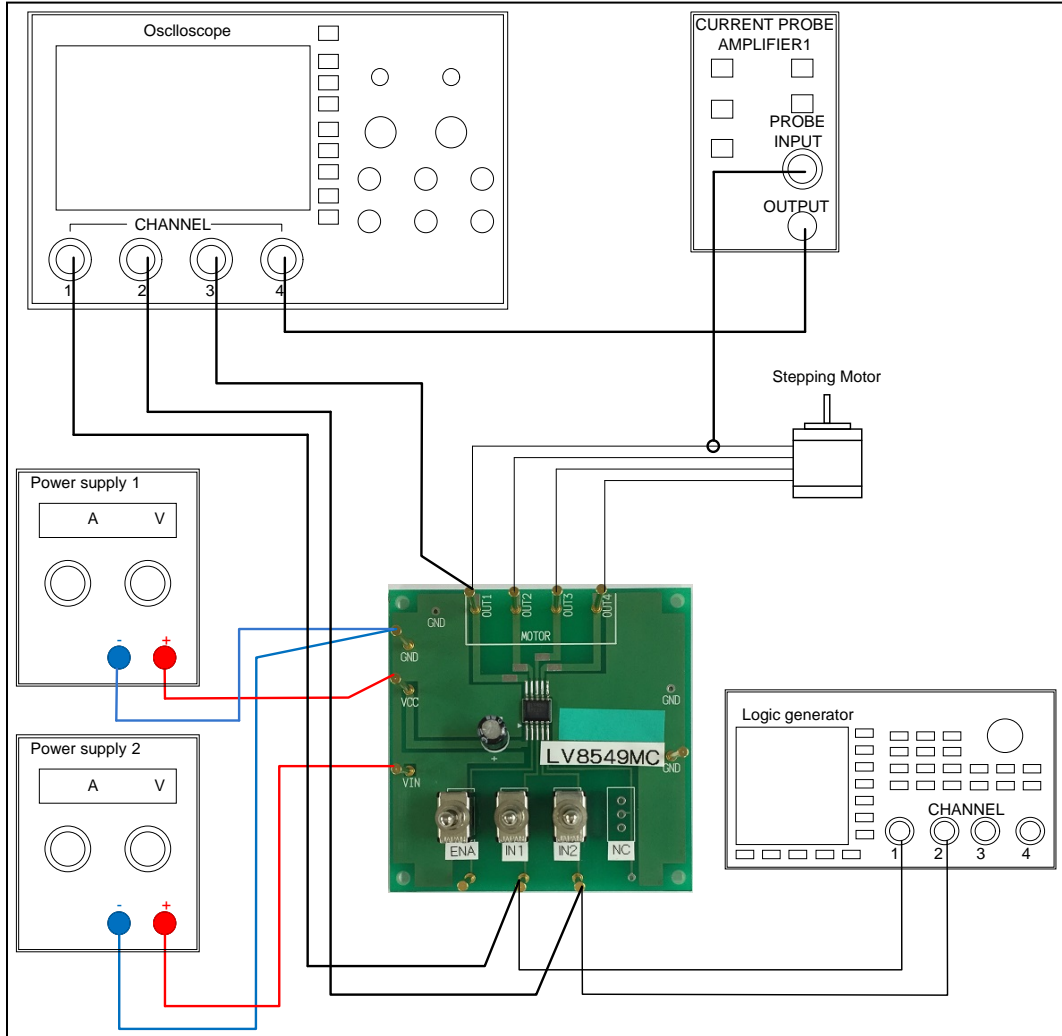 Osclloscope
CHANNEL
1
2
3
4
CURRENT PROBE
AMPLIFIER1
PROBE
INPUT
OUTPUT
Stepping Motor
Power supply 1
A V
- +
Power supply 2
A V
- +
OUT1
OUT2
OUT3
OUT4
MOTOR
GND
GND
VCC
VIN
GND
GND
+
LV8549MC
ENA
IN1
IN2
NC
Logic generator
CHANNEL
1
2
3
4